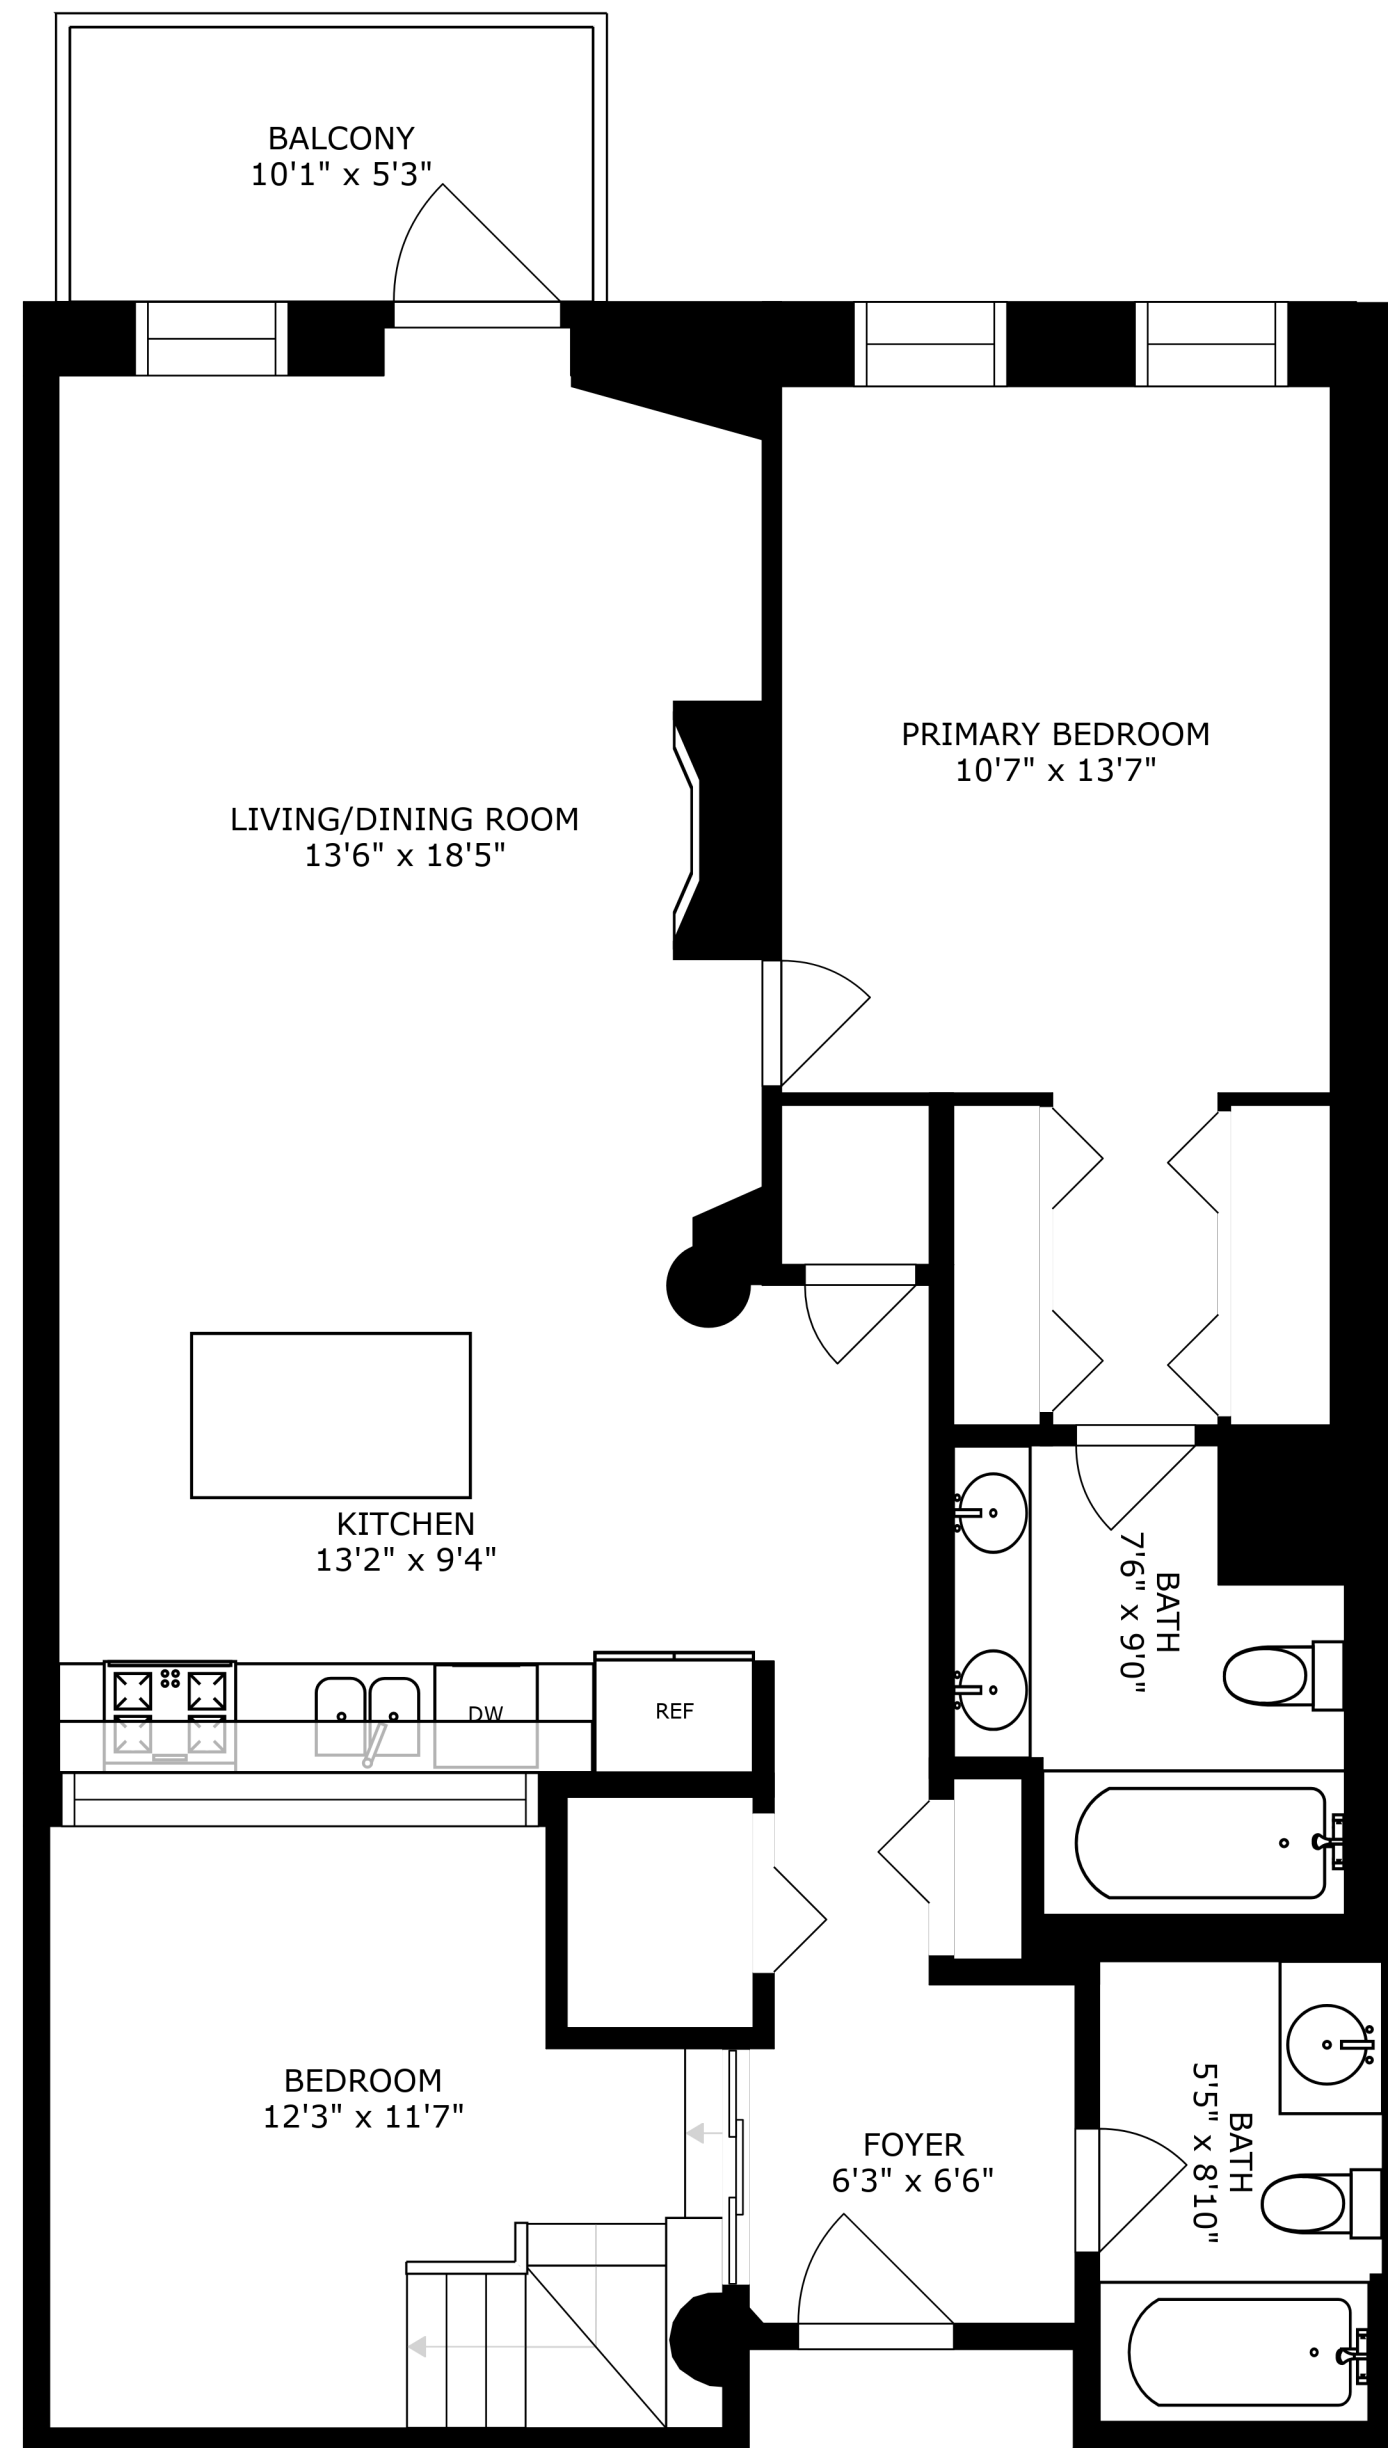 BALCONY
10'1" x 5'3"
PRIMARY BEDROOM
10'7" x 13'7"
LIVING/DINING ROOM
13'6" x 18'5"
KITCHEN
13'2" x 9'4"
BATH
7'6" x 9'0"
DW
REF
BEDROOM
12'3" x 11'7"
FOYER
6'3" x 6'6"
BATH
5'5" x 8'10"